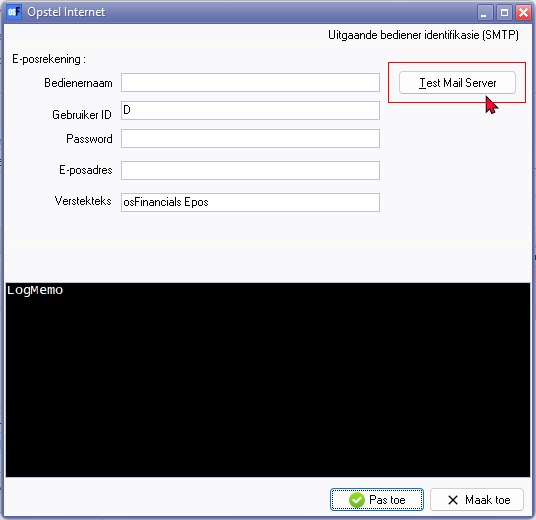 Opstel Internet
Uitgaande bediener identifikasie (SMTP)
E-posrekening :
Bedienernaam
Test Mail Server
Gebruiker ID D
Password
E-posadres
Verstekteks osFinancials Epos
LogMemo
Pas toe Maak toe